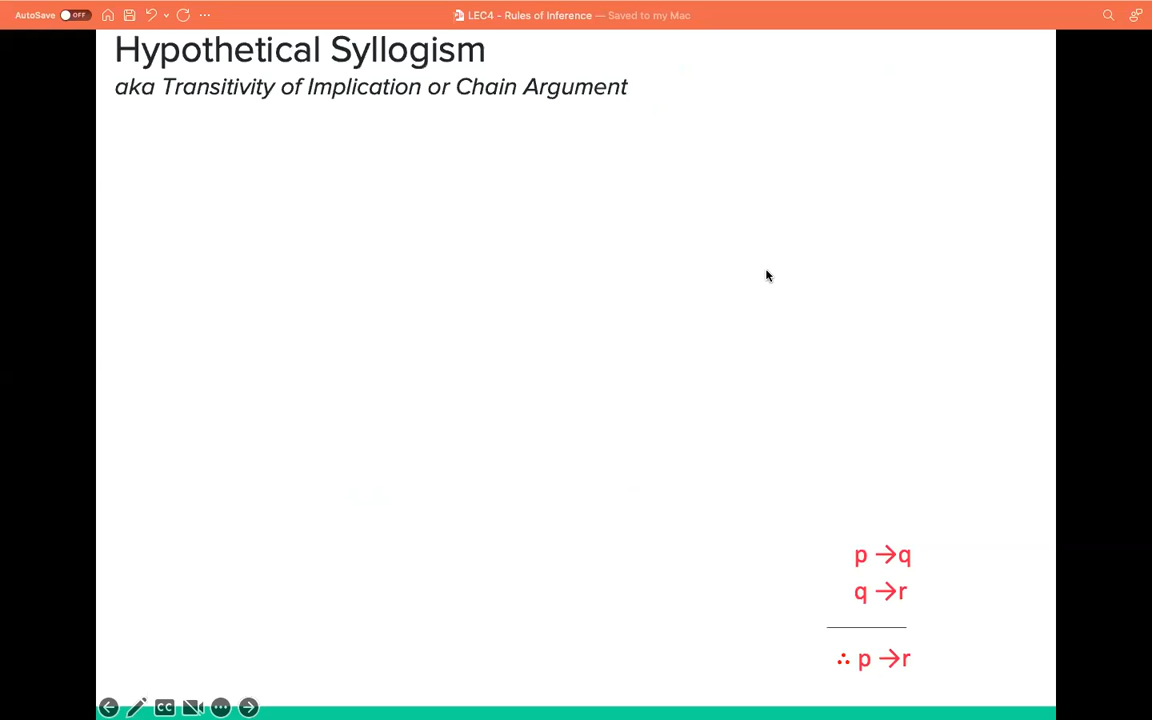 AutoSave OFF ... LEC4 - Rules of Inference — Saved to my Mac
Hypothetical Syllogism
aka Transitivity of Implication or Chain Argument
p →q
q →r
∴ p →r
CC